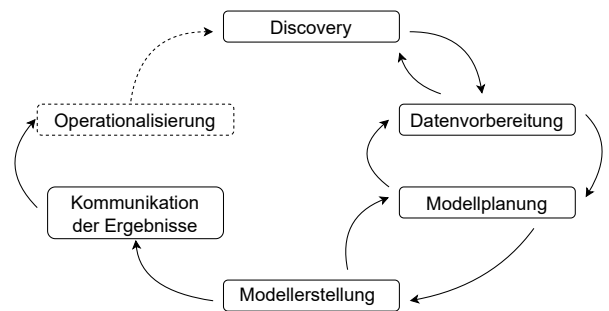 Discovery
Operationalisierung
Datenvorbereitung
Kommunikation
der Ergebnisse
Modellplanung
Modellerstellung